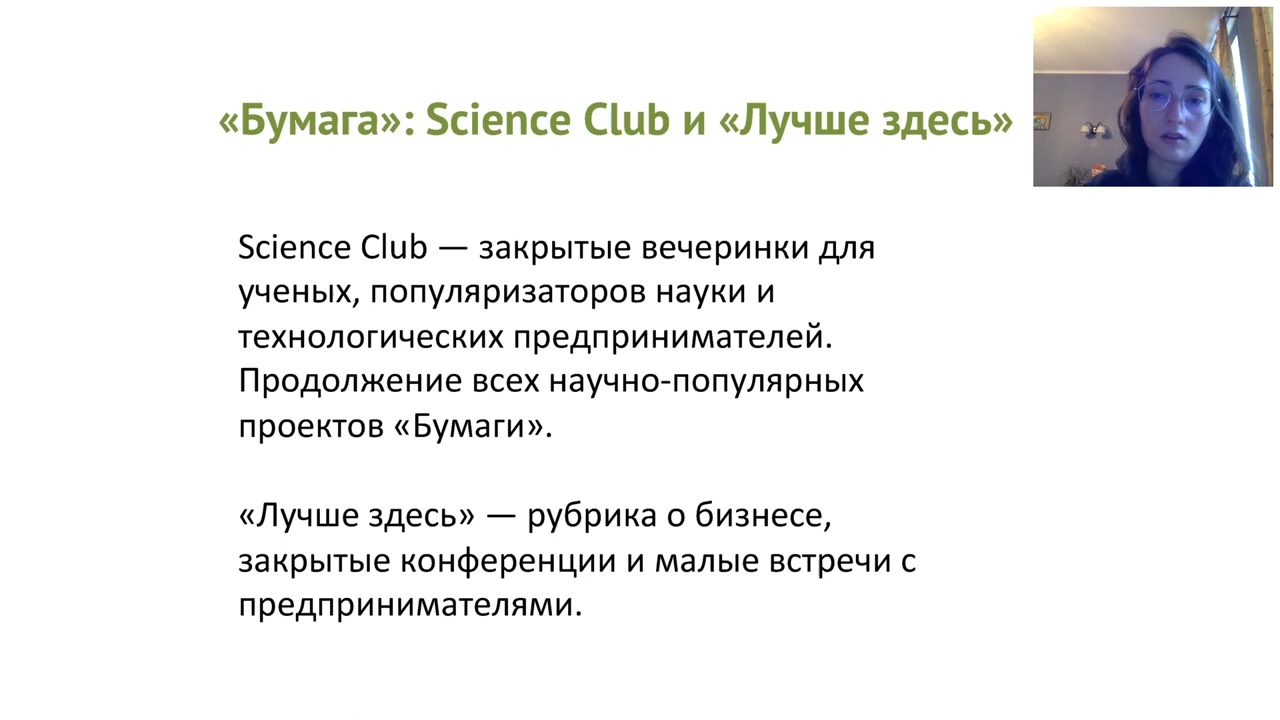 «Бумага»: Science Club и «Лучше здесь»
Science Club — закрытые вечеринки для
ученых, популяризаторов науки и
технологических предпринимателей.
Продолжение всех научно-популярных
проектов «Бумаги».
«Лучше здесь» — рубрика о бизнесе,
закрытые конференции и малые встречи с
предпринимателями.